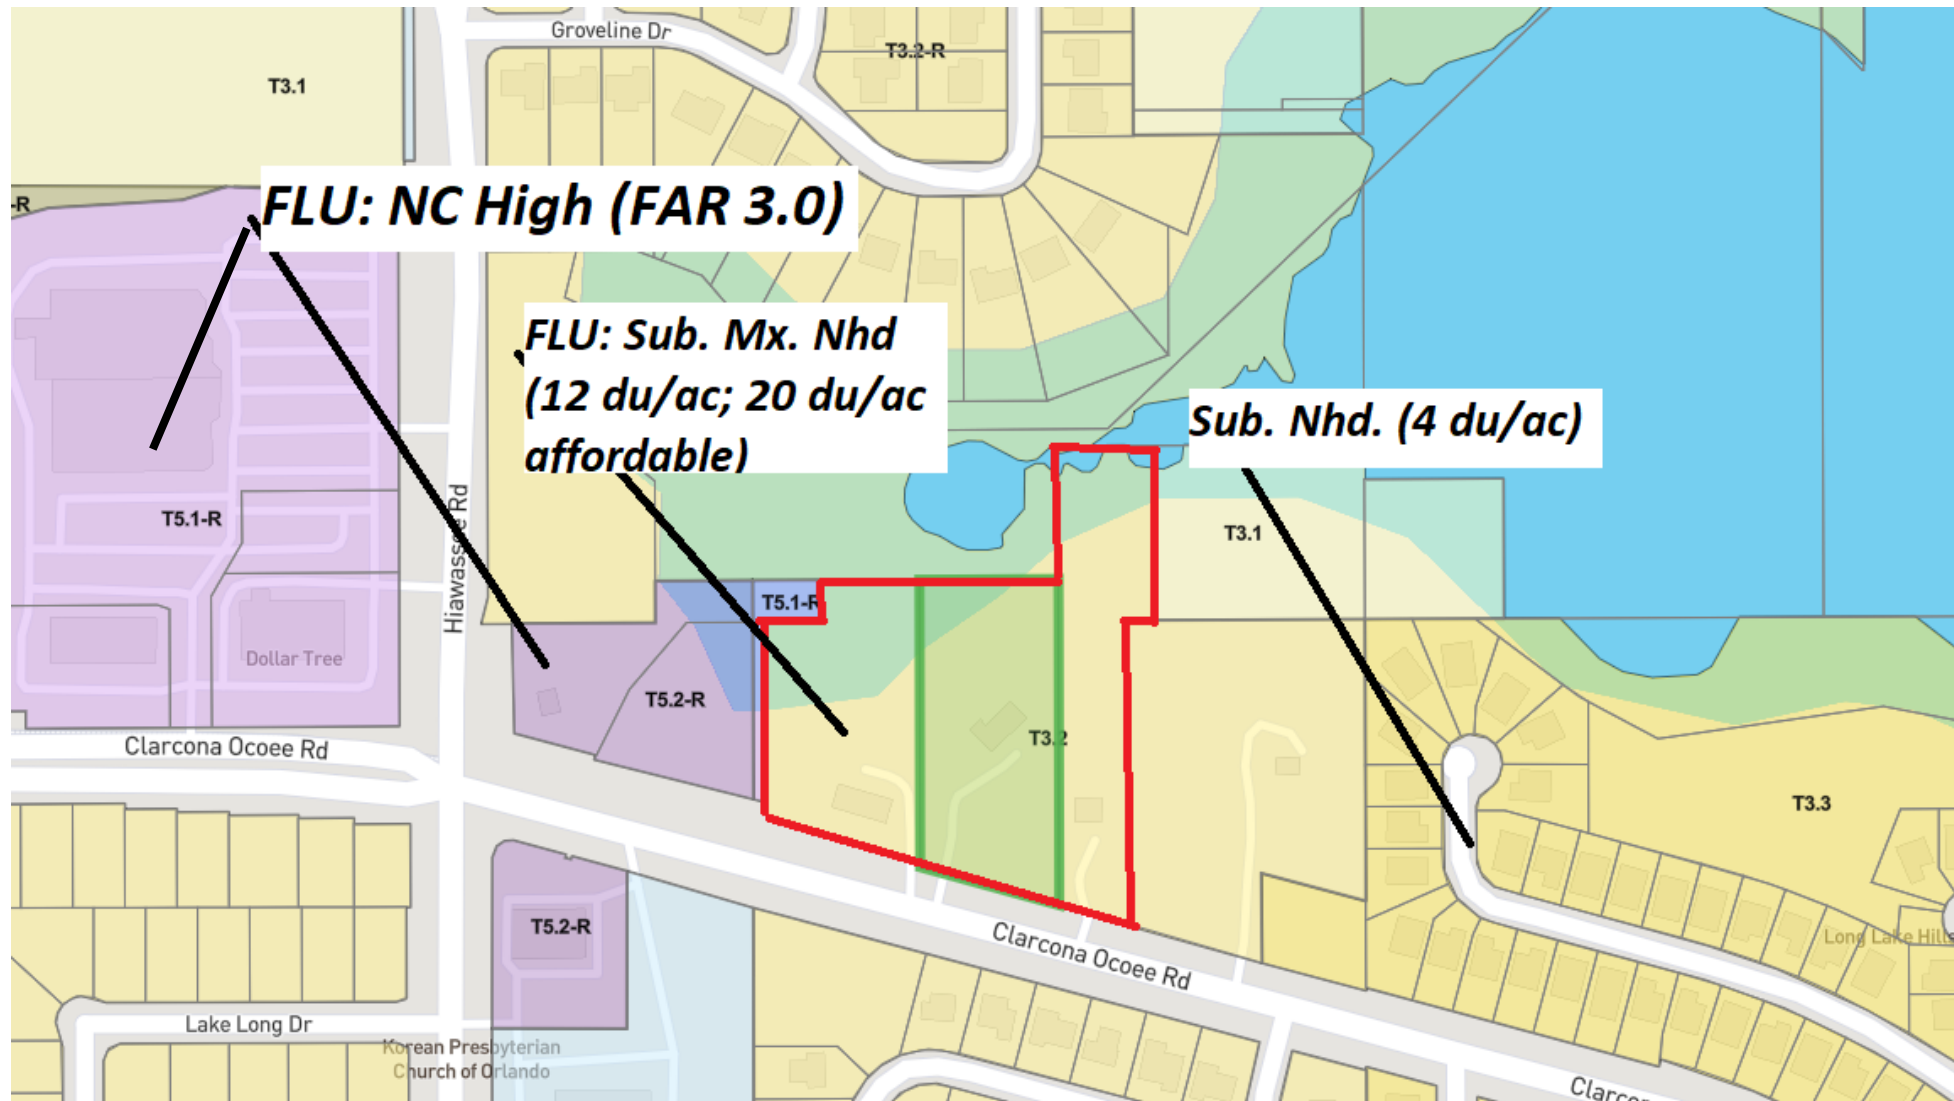 Groveline Dr
T3.2-R
T3.1
-R
FLU: NC High (FAR 3.0)
FLU: Sub. Mx. Nhd
(12 du/ac; 20 du/ac
affordable)
Sub. Nhd. (4 du/ac)
T5.1-R
Hiawassee Rd
T3.1
T5.1-R
Dollar Tree
T5.2-R
T3.2
Clarcona Ocoee Rd
T3.3
T5.2-R
Clarcona Ocoee Rd
Long Lake Hills
Lake Long Dr
Korean Presbyterian
Church of Orlando
Clarco